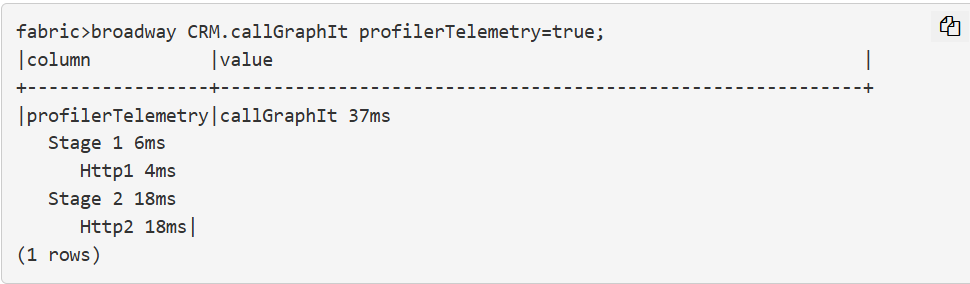 fabric>broadway CRM.callGraphIt profilerTelemetry=true;
|column           |value                                                       |
+-----------------+------------------------------------------------------------+
|profilerTelemetry|callGraphIt 37ms
   Stage 1 6ms
      Http1 4ms
   Stage 2 18ms
      Http2 18ms|
(1 rows)